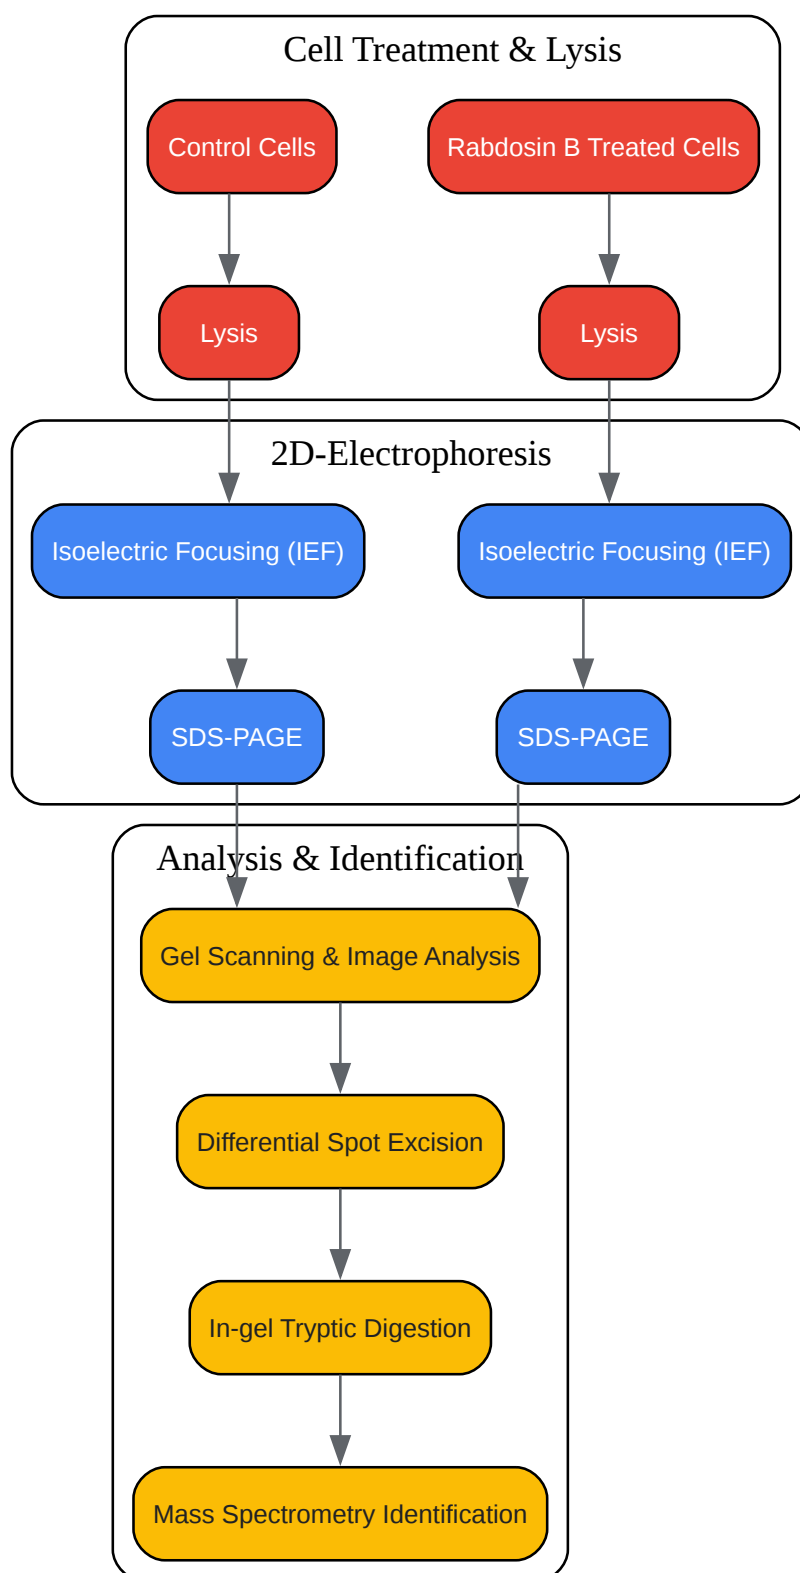 Cell Treatment & Lysis
Control Cells
Rabdosin B Treated Cells
Lysis
Lysis
2D-Electrophoresis
Isoelectric Focusing (IEF)
Isoelectric Focusing (IEF)
SDS-PAGE
SDS-PAGE
Analysis & Identification
Gel Scanning & Image Analysis
Differential Spot Excision
In-gel Tryptic Digestion
Mass Spectrometry Identification